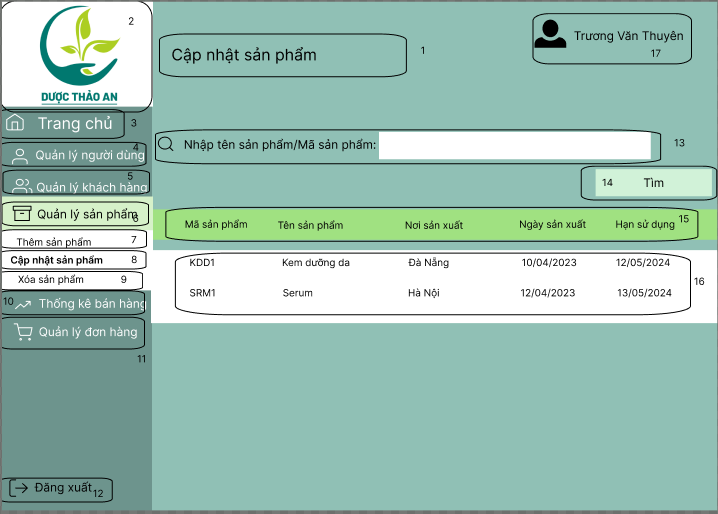 2
DƯỢC THẢO AN
Cập nhật sản phẩm
1
Trương Văn Thuyên
17
Trang chủ
3
4
Quản lý người dùng
5
Quản lý khách hàng
Quản lý sản phẩm
6
Thêm sản phẩm
7
Cập nhật sản phẩm
8
Xóa sản phẩm
9
10
Thống kê bán hàng
Quản lý đơn hàng
11
Đăng xuất
12
Nhập tên sản phẩm/Mã sản phẩm:
13
14
Tìm
Mã sản phẩm Tên sản phẩm Nơi sản xuất Ngày sản xuất Hạn sử dụng
15
KDD1 Kem dưỡng da Đà Nẵng 10/04/2023 12/05/2024
16
SRM1 Serum Hà Nội 12/04/2023 13/05/2024